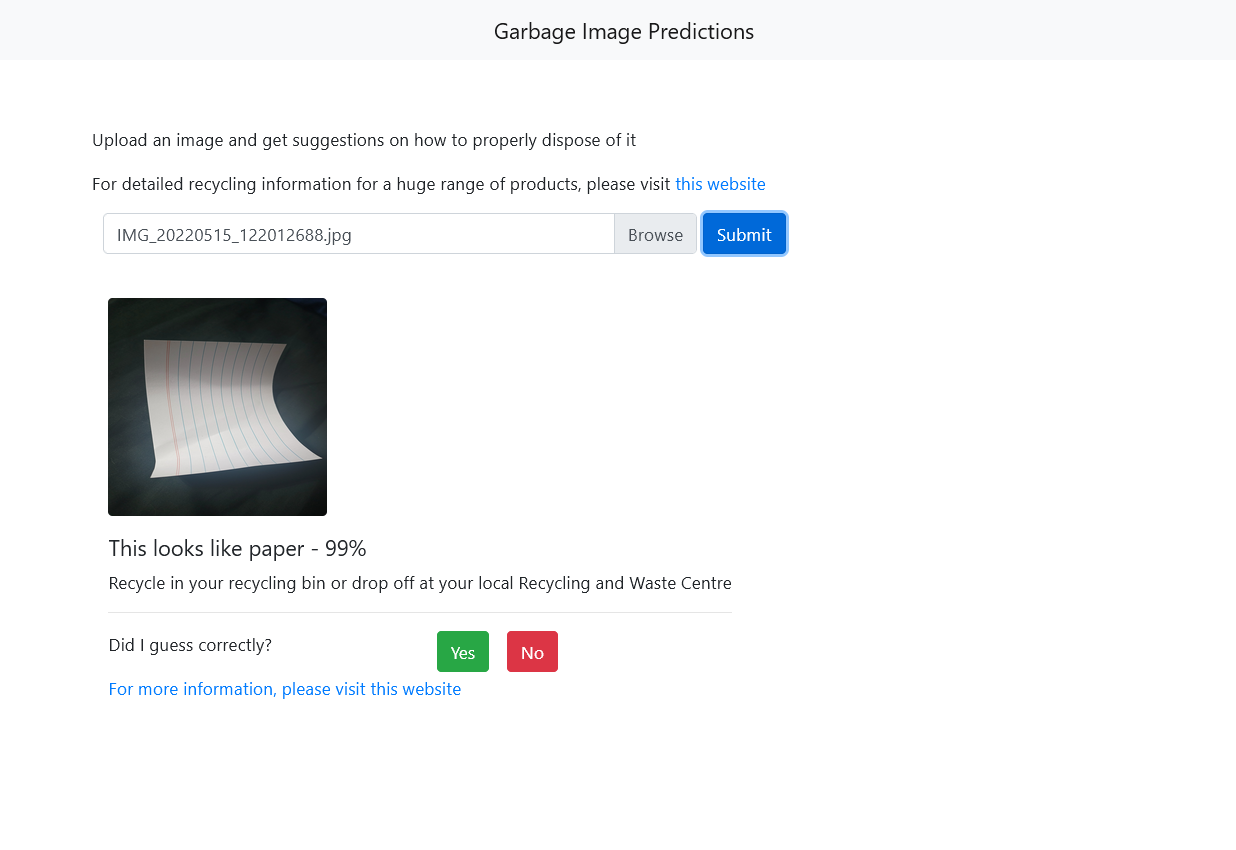 Garbage Image Predictions
Upload an image and get suggestions on how to properly dispose of it
For detailed recycling information for a huge range of products, please visit this website
IMG_20220515_122012688.jpg Browse Submit
This looks like paper - 99%
Recycle in your recycling bin or drop off at your local Recycling and Waste Centre
Did I guess correctly? Yes No
For more information, please visit this website